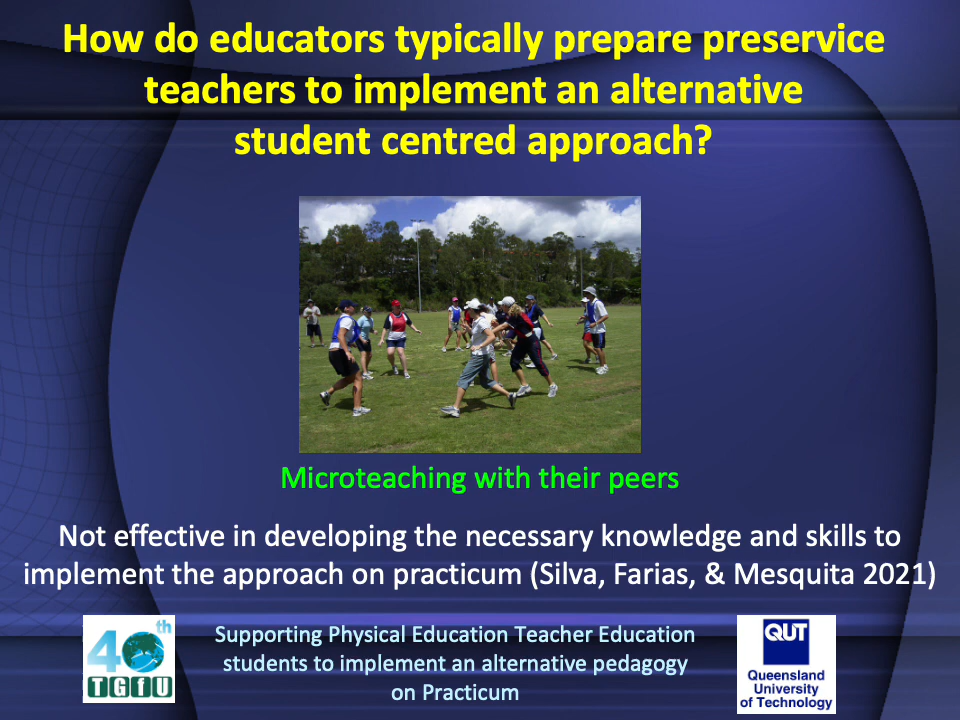 How do educators typically prepare preservice
teachers to implement an alternative
student centred approach?
Microteaching with their peers
Not effective in developing the necessary knowledge and skills to
implement the approach on practicum (Silva, Farias, & Mesquita 2021)
40th
TGfU
Supporting Physical Education Teacher Education
students to implement an alternative pedagogy
on Practicum
QUT
Queensland
University
of Technology